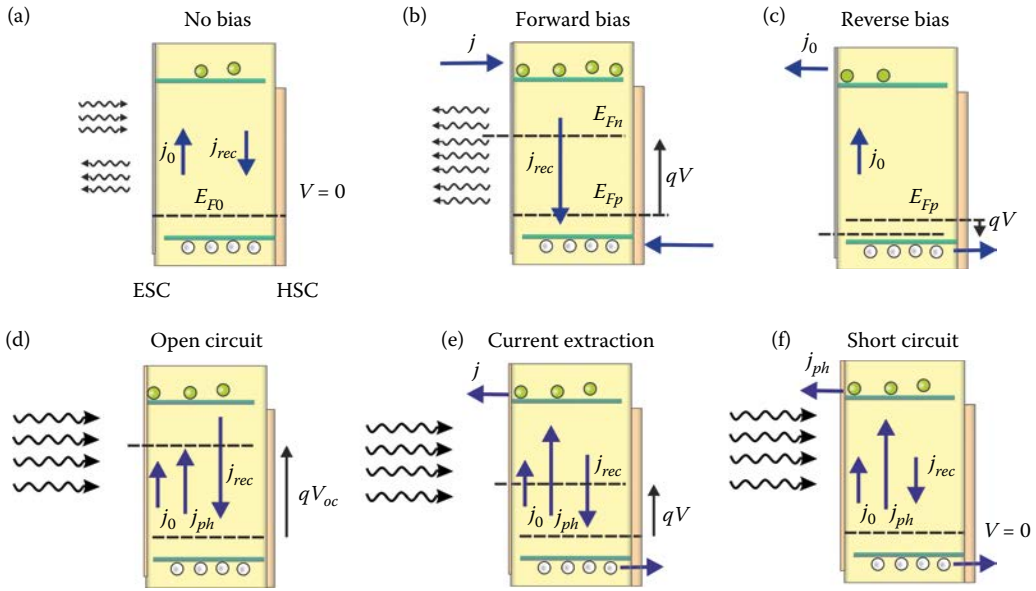 (a) No bias
j0 jrec
EF0
V = 0
ESC HSC
(b) Forward bias
j
EFn
jrec
qV
EFp
(c) Reverse bias
j0
j0
EFp
qV
(d) Open circuit
jrec
j0 jph
qVoc
(e) Current extraction
j
jrec
j0 jph
qV
(f) Short circuit
jph
jrec
j0 jph
V = 0